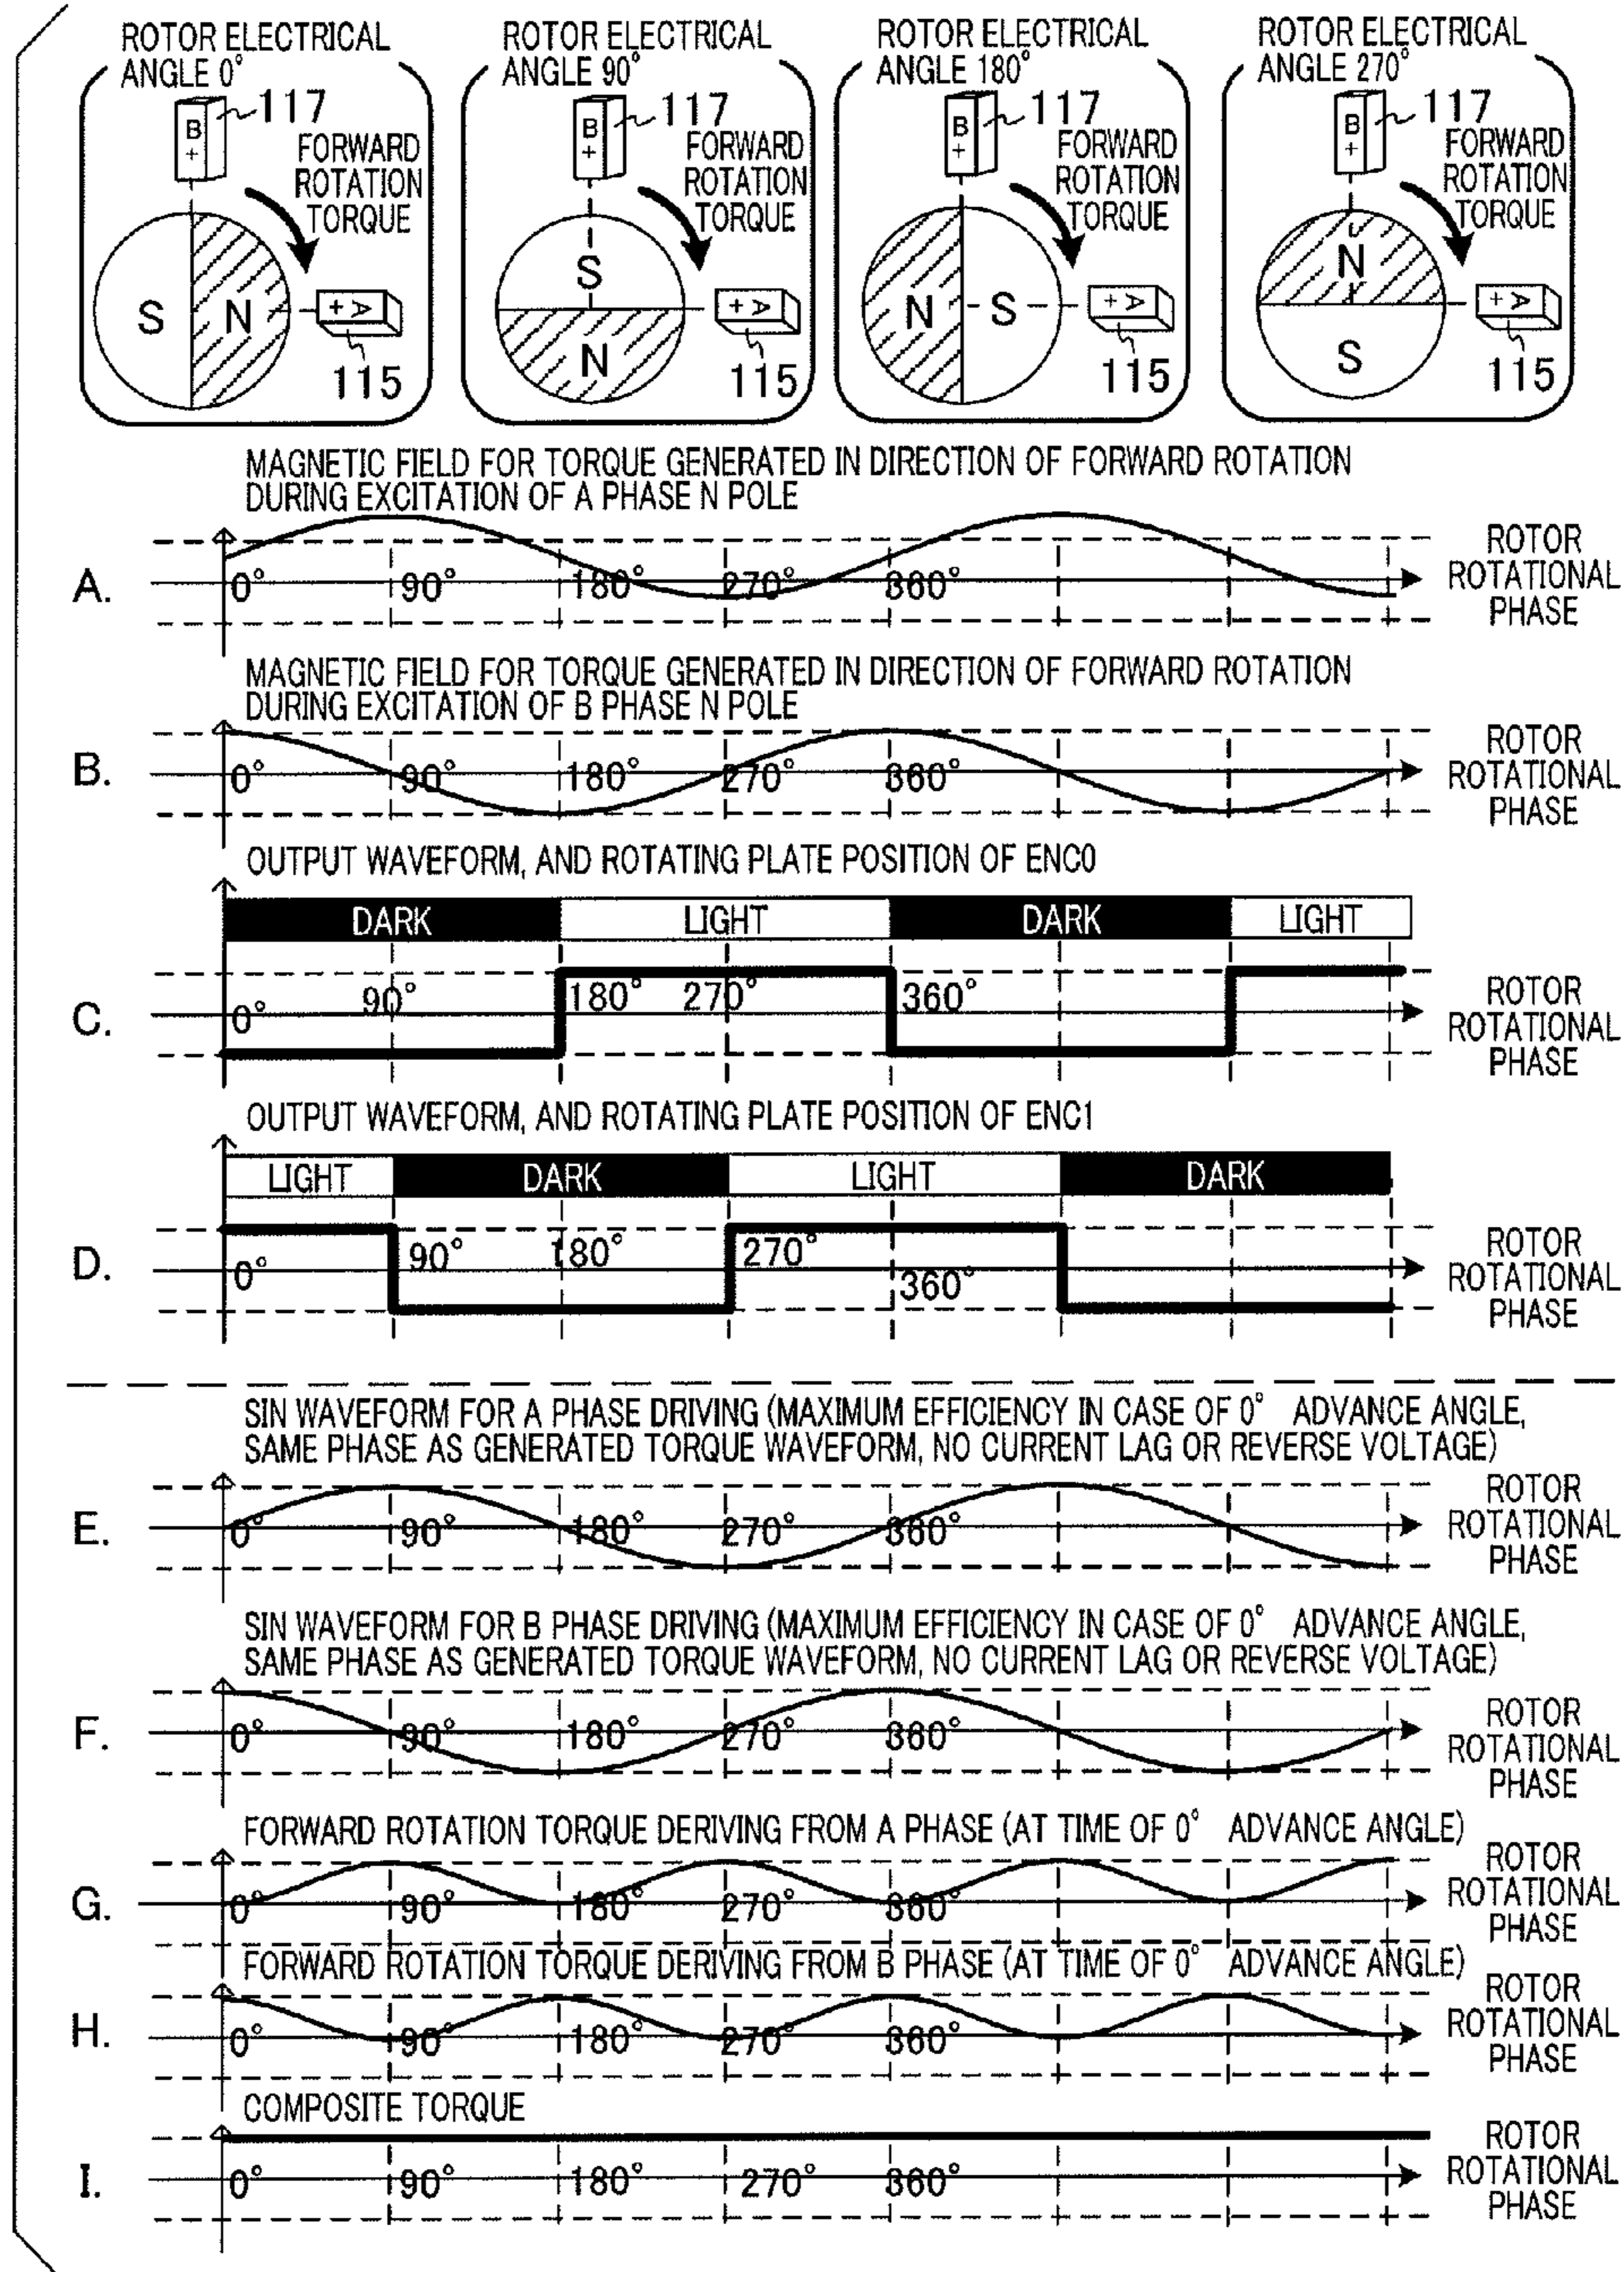 ROTOR ELECTRICAL
ANGLE 0°
B
+
117
FORWARD
ROTATION
TORQUE
S
N
+ A
115
ROTOR ELECTRICAL
ANGLE 90°
B
+
117
FORWARD
ROTATION
TORQUE
S
N
+ A
115
ROTOR ELECTRICAL
ANGLE 180°
B
+
117
FORWARD
ROTATION
TORQUE
N
S
+ A
115
ROTOR ELECTRICAL
ANGLE 270°
B
+
117
FORWARD
ROTATION
TORQUE
N
S
+ A
115
MAGNETIC FIELD FOR TORQUE GENERATED IN DIRECTION OF FORWARD ROTATION
DURING EXCITATION OF A PHASE N POLE
A.
0° 90° 180° 270° 360°
ROTOR
ROTATIONAL
PHASE
MAGNETIC FIELD FOR TORQUE GENERATED IN DIRECTION OF FORWARD ROTATION
DURING EXCITATION OF B PHASE N POLE
B.
0° 90° 180° 270° 360°
ROTOR
ROTATIONAL
PHASE
OUTPUT WAVEFORM, AND ROTATING PLATE POSITION OF ENC0
DARK LIGHT DARK LIGHT
C.
0° 90° 180° 270° 360°
ROTOR
ROTATIONAL
PHASE
OUTPUT WAVEFORM, AND ROTATING PLATE POSITION OF ENC1
LIGHT DARK LIGHT DARK
D.
0° 90° 180° 270° 360°
ROTOR
ROTATIONAL
PHASE
SIN WAVEFORM FOR A PHASE DRIVING (MAXIMUM EFFICIENCY IN CASE OF 0° ADVANCE ANGLE,
SAME PHASE AS GENERATED TORQUE WAVEFORM, NO CURRENT LAG OR REVERSE VOLTAGE)
E.
0° 90° 180° 270° 360°
ROTOR
ROTATIONAL
PHASE
SIN WAVEFORM FOR B PHASE DRIVING (MAXIMUM EFFICIENCY IN CASE OF 0° ADVANCE ANGLE,
SAME PHASE AS GENERATED TORQUE WAVEFORM, NO CURRENT LAG OR REVERSE VOLTAGE)
F.
0° 90° 180° 270° 360°
ROTOR
ROTATIONAL
PHASE
FORWARD ROTATION TORQUE DERIVING FROM A PHASE (AT TIME OF 0° ADVANCE ANGLE)
G.
0° 90° 180° 270° 360°
ROTOR
ROTATIONAL
PHASE
FORWARD ROTATION TORQUE DERIVING FROM B PHASE (AT TIME OF 0° ADVANCE ANGLE)
H.
0° 90° 180° 270° 360°
ROTOR
ROTATIONAL
PHASE
COMPOSITE TORQUE
I.
0° 90° 180° 270° 360°
ROTOR
ROTATIONAL
PHASE